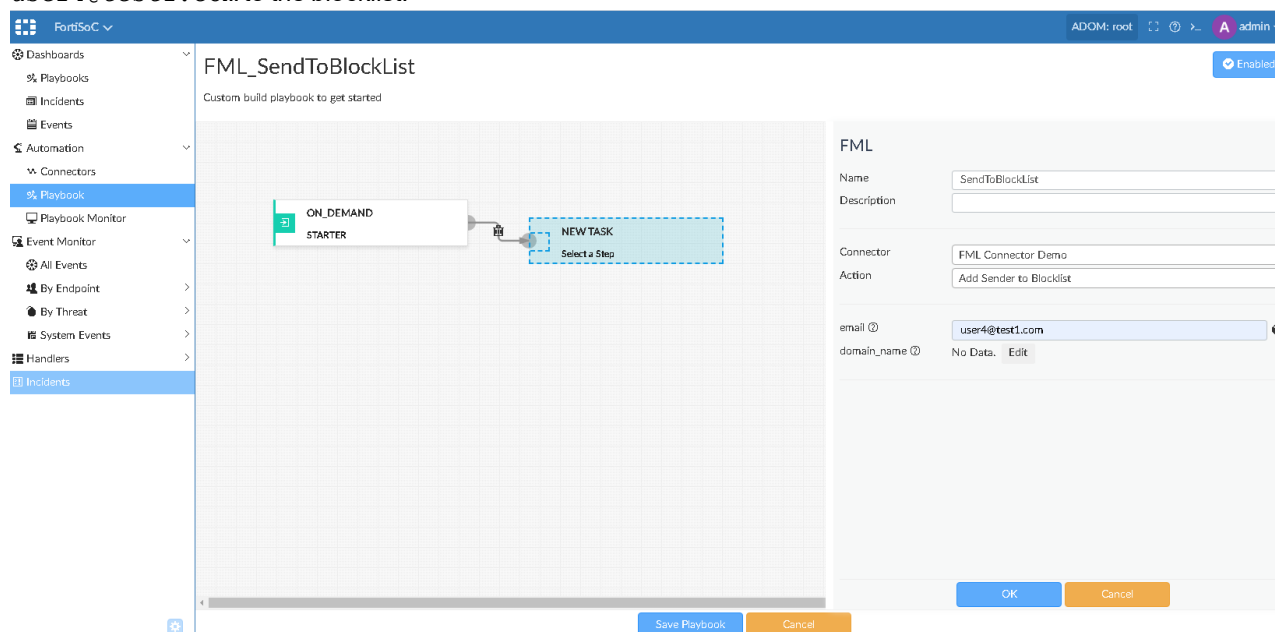 FortiSoC
ADOM: root
A admin
Dashboards
Playbooks
Incidents
Events
Automation
Connectors
Playbook
Playbook Monitor
Event Monitor
All Events
By Endpoint
By Threat
System Events
Handlers
Incidents
FML_SendToBlockList
Enabled
Custom build playbook to get started
ON_DEMAND
STARTER
NEW TASK
Select a Step
FML
Name SendToBlockList
Description
Connector FML Connector Demo
Action Add Sender to Blocklist
email user4@test1.com
domain_name No Data. Edit
OK Cancel
Save Playbook Cancel